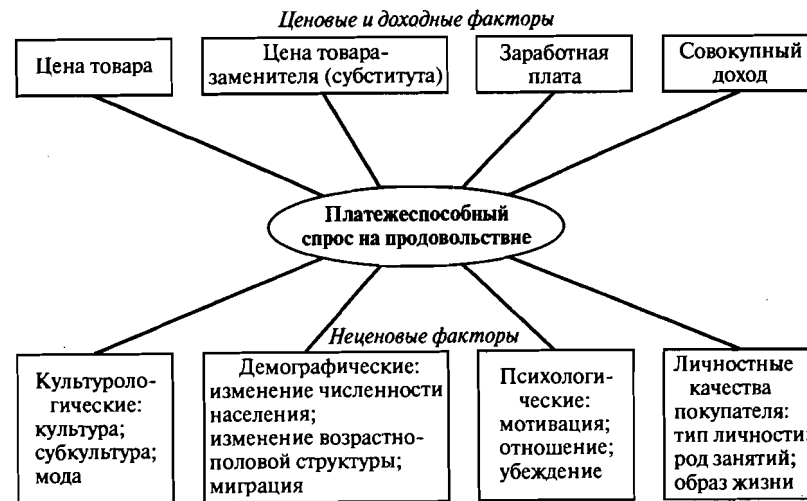 Ценовые и доходные факторы
Цена товара
Цена товара-
заменителя (субститута)
Заработная
плата
Совокупный
доход
Платежеспособный
спрос на продовольствие
Неценовые факторы
Культуроло-
гические:
культура;
субкультура;
мода
Демографические:
изменение численности
населения;
изменение возрастно-
половой структуры;
миграция
Психологи-
ческие:
мотивация;
отношение;
убеждение
Личностные
качества
покупателя:
тип личности;
род занятий;
образ жизни